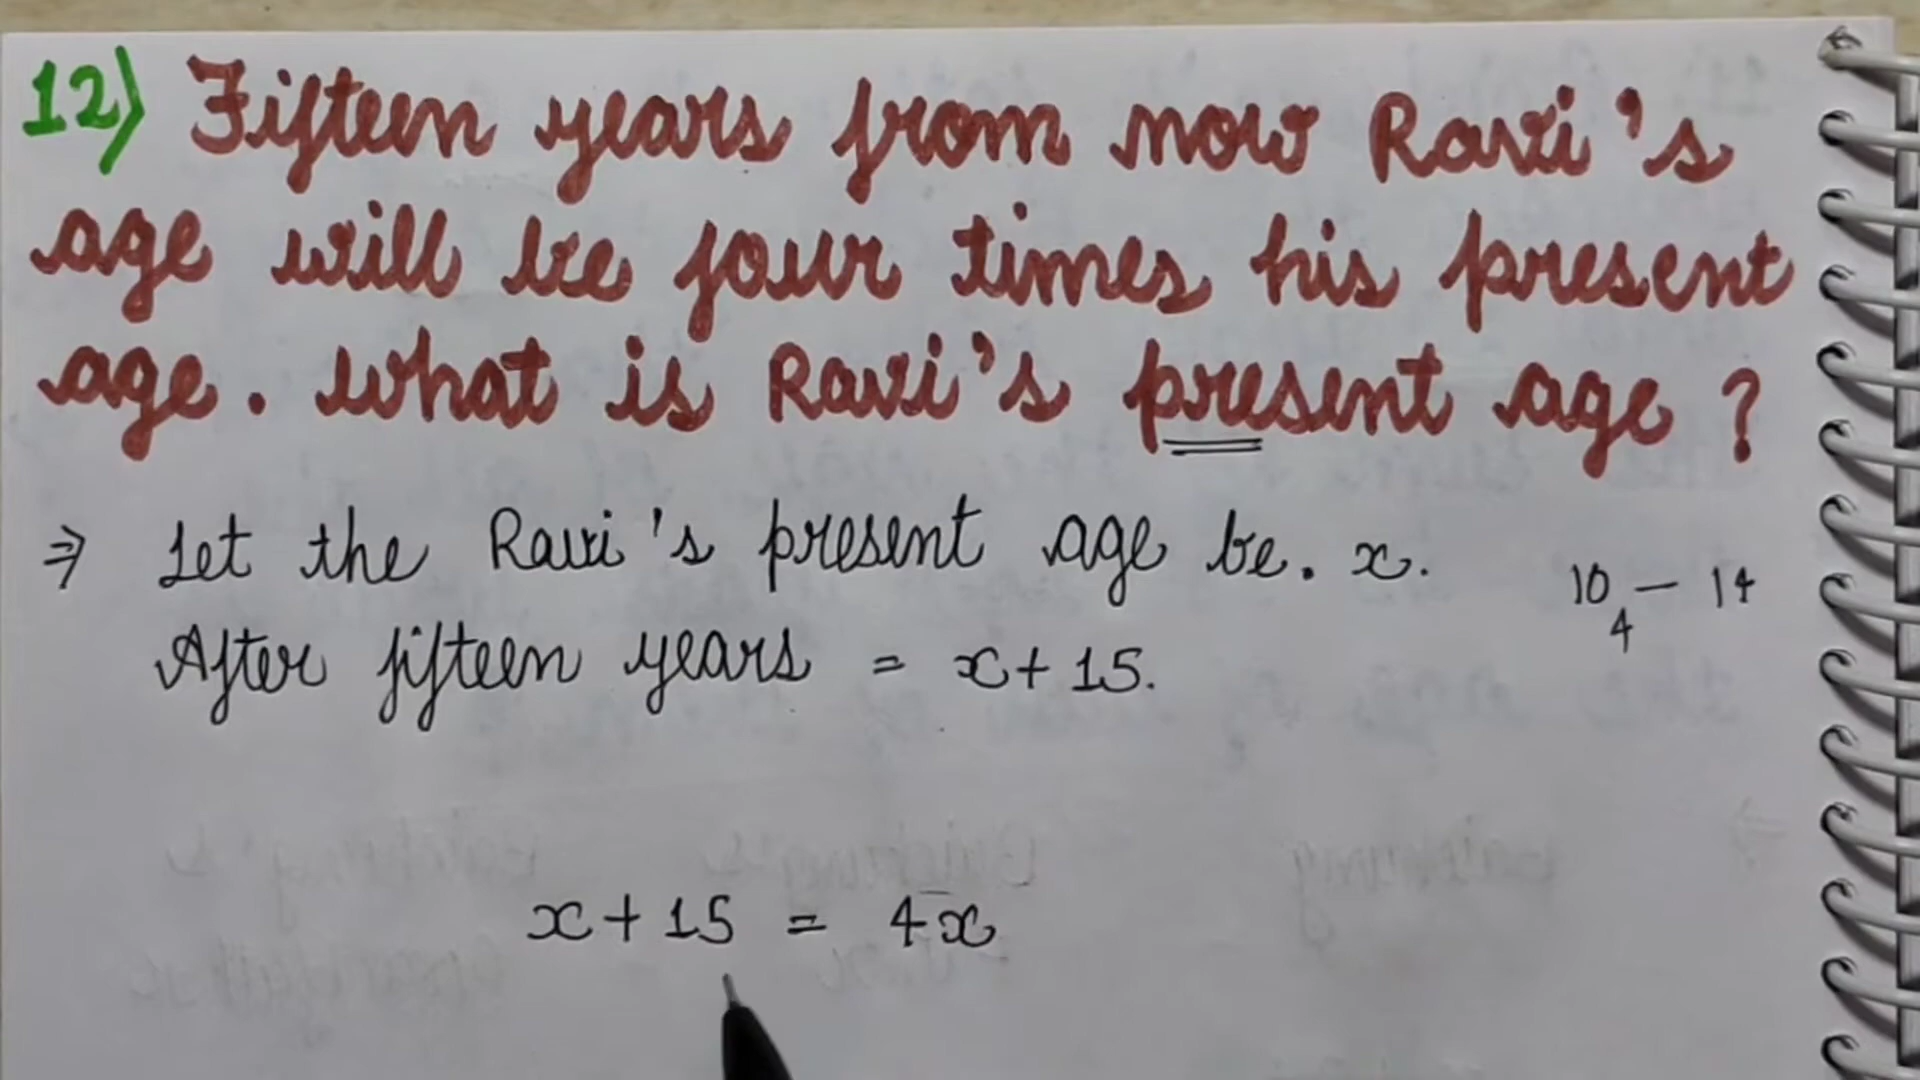 12) Fifteen years from now Ravi's
age will be four times his present
age. What is Ravi's present age ?
⇒ Let the Ravi's present age be. x.
10 - 14
4
After fifteen years = x + 15.
x + 15 = 4x